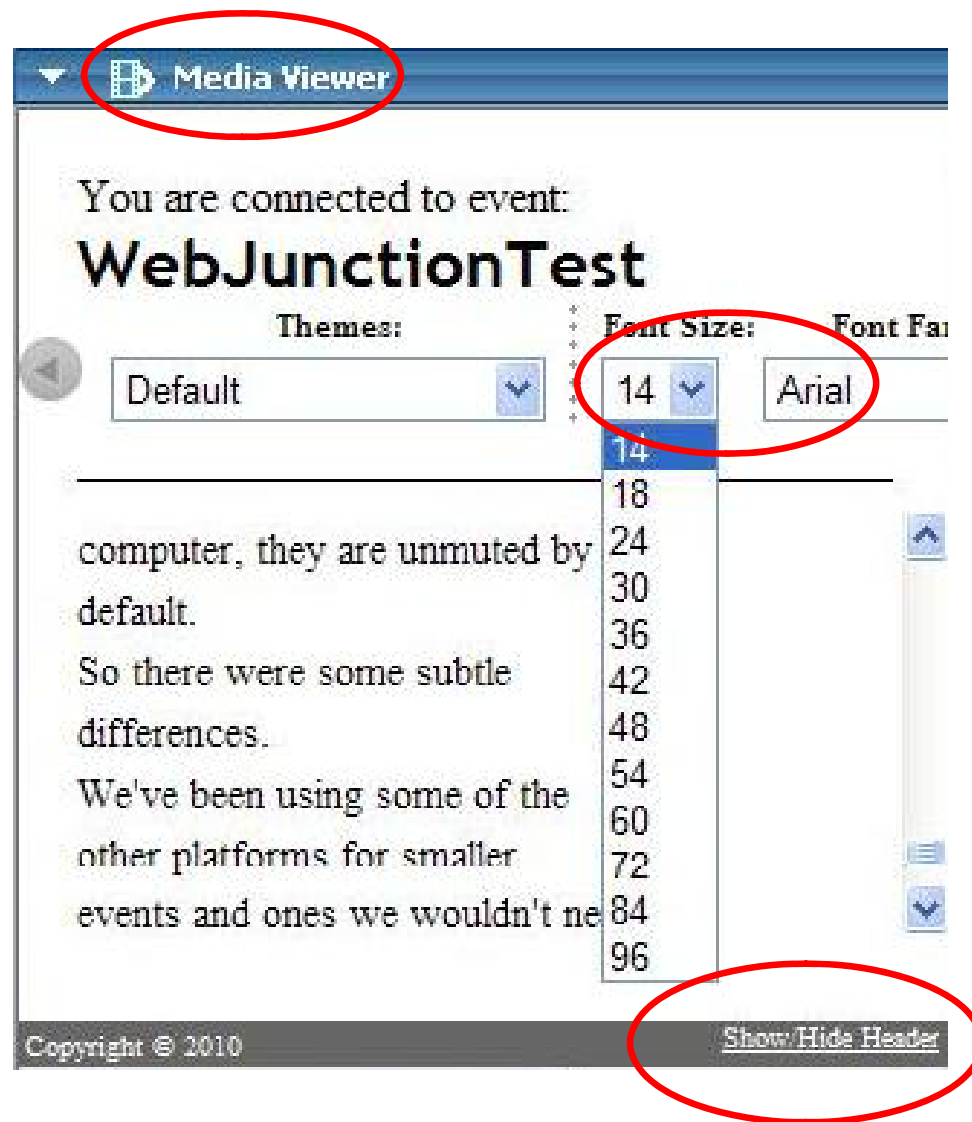 Media Viewer
You are connected to event:
WebJunctionTest
Themes: Font Size: Font
Default 14 Arial
14
18
24
30
36
42
48
54
60
72
84
96
computer, they are unmuted by
default.
So there were some subtle
differences.
We've been using some of the
other platforms for smaller
events and ones we wouldn't ne
Copyright © 2010 Show/Hide Header